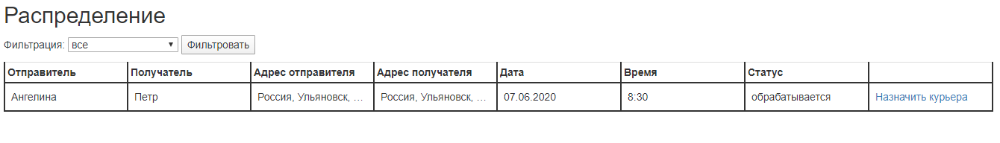 Распределение
Фильтрация: все Фильтровать
Отправитель Получатель Адрес отправителя Адрес получателя Дата Время Статус
Ангелина Петр Россия, Ульяновск, ... Россия, Ульяновск, ... 07.06.2020 8:30 обрабатывается Назначить курьера